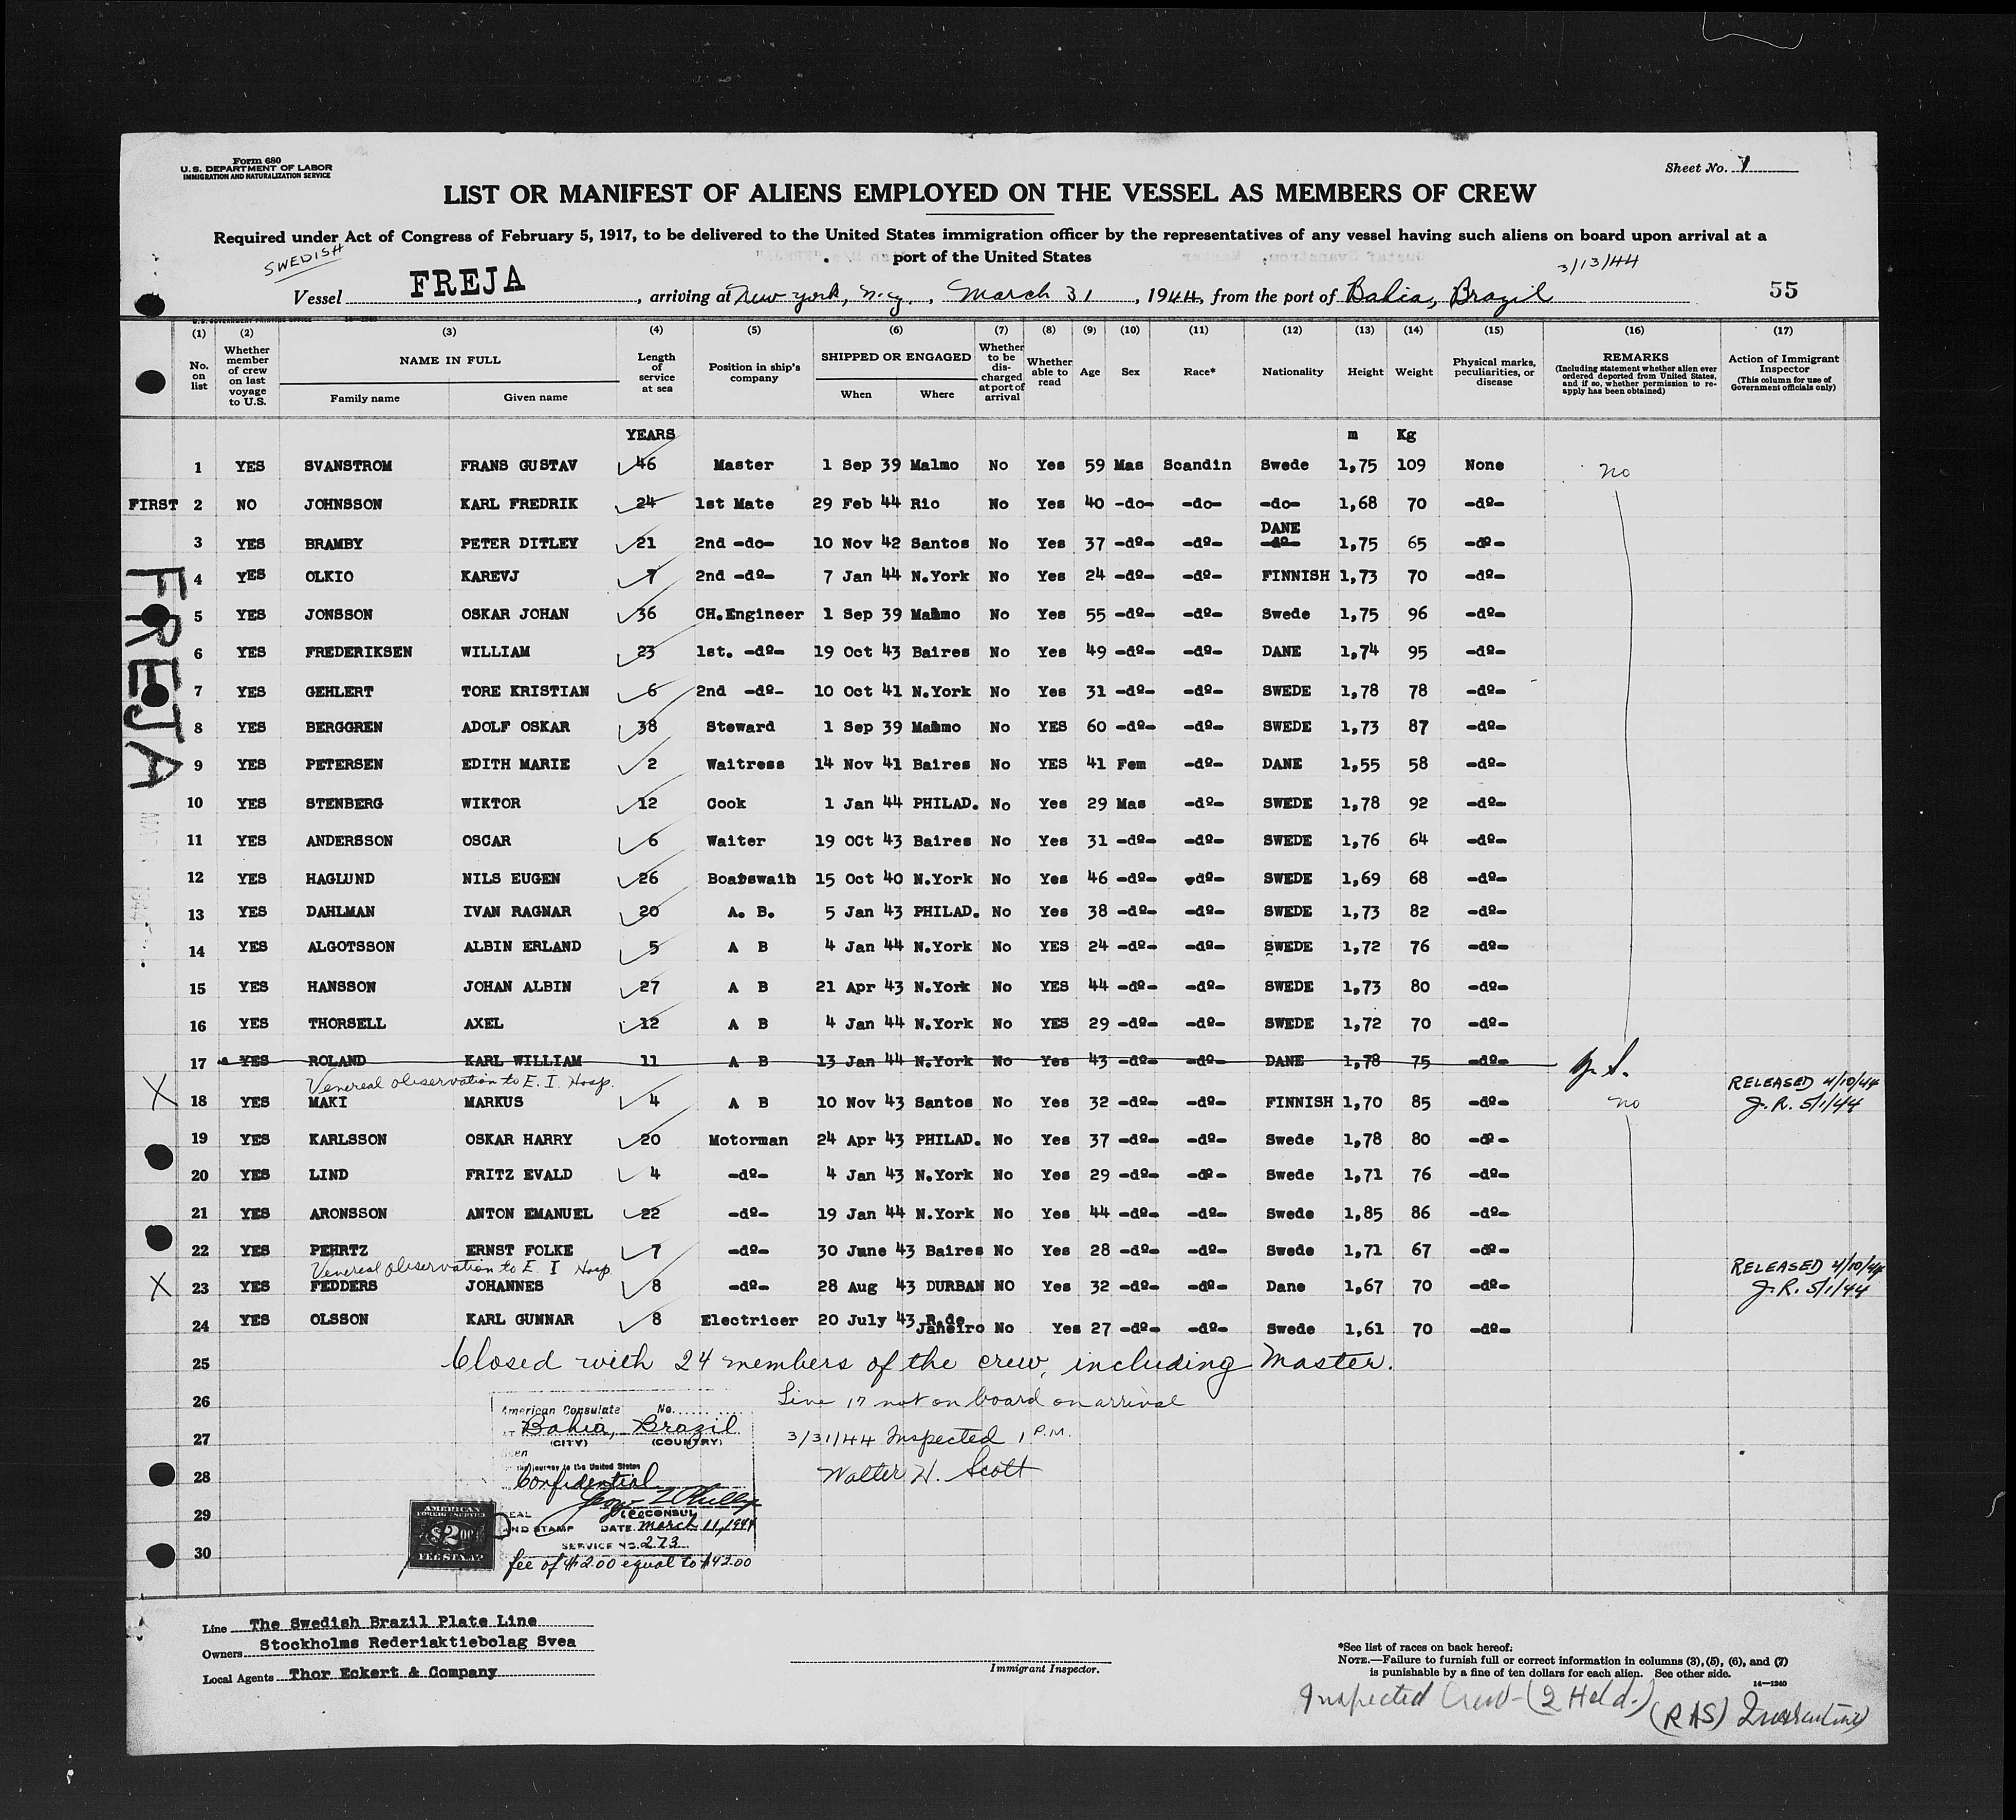 Form 680
U.S. DEPARTMENT OF LABOR
IMMIGRATION AND NATURALIZATION SERVICE
Sheet No. 1
LIST OR MANIFEST OF ALIENS EMPLOYED ON THE VESSEL AS MEMBERS OF CREW
Required under Act of Congress of February 5, 1917, to be delivered to the United States immigration officer by the representatives of any vessel having such aliens on board upon arrival at a
port of the United States
SWEDISH
3/13/44
Vessel FREJA, arriving at New York, N.Y., March 31, 1944, from the port of Bahia, Brazil 55
(1) (2) (3) (4) (5) (6) (7) (8) (9) (10) (11) (12) (13) (14) (15) (16) (17)
No. on list
Whether member of crew on last voyage to U.S.
NAME IN FULL
Family name Given name
Length of service at sea
Position in ship's company
SHIPPED OR ENGAGED
When Where
Whether to be discharged at port of arrival
Whether able to read
Age
Sex
Race*
Nationality
Height
Weight
Physical marks, peculiarities, or disease
REMARKS
(Including statement whether alien ever ordered deported from United States, and if so, whether permission to re-apply has been obtained)
Action of Immigrant Inspector
(This column for use of Government officials only)
YEARS m Kg
1 YES SVANSTROM FRANS GUSTAV 46 Master 1 Sep 39 Malmo No Yes 59 Mas Scandin Swede 1,75 109 None no
FIRST 2 NO JOHNSSON KARL FREDRIK 24 1st Mate 29 Feb 44 Rio No Yes 40 -do- -do- -do- 1,68 70 -dº-
DANE
3 YES BRAMBY PETER DITLEY 21 2nd -do- 10 Nov 42 Santos No Yes 37 -dº- -dº- -dº- 1,75 65 -dº-
4 YES OLKIO KAREVJ 7 2nd -dº- 7 Jan 44 N.York No Yes 24 -dº- -dº- FINNISH 1,73 70 -dº-
5 YES JONSSON OSKAR JOHAN 36 CH.Engineer 1 Sep 39 Malmo No Yes 55 -dº- -dº- Swede 1,75 96 -dº-
6 YES FREDERIKSEN WILLIAM 23 1st. -dº- 19 Oct 43 Baires No Yes 49 -dº- -dº- DANE 1,74 95 -dº-
7 YES GEHLERT TORE KRISTIAN 6 2nd -dº- 10 Oct 41 N.York No Yes 31 -dº- -dº- SWEDE 1,78 78 -dº-
8 YES BERGGREN ADOLF OSKAR 38 Steward 1 Sep 39 Malmo No YES 60 -dº- -dº- SWEDE 1,73 87 -dº-
9 YES PETERSEN EDITH MARIE 2 Waitress 14 Nov 41 Baires No YES 41 Fem -dº- DANE 1,55 58 -dº-
10 YES STENBERG WIKTOR 12 Cook 1 Jan 44 PHILAD. No Yes 29 Mas -dº- SWEDE 1,78 92 -dº-
11 YES ANDERSSON OSCAR 6 Waiter 19 OCt 43 Baires No Yes 31 -dº- -dº- SWEDE 1,76 64 -dº-
12 YES HAGLUND NILS EUGEN 26 Boatswain 15 Oct 40 N.York No Yes 46 -dº- -dº- SWEDE 1,69 68 -dº-
13 YES DAHLMAN IVAN RAGNAR 20 A. B. 5 Jan 43 PHILAD. No Yes 38 -dº- -dº- SWEDE 1,73 82 -dº-
14 YES ALGOTSSON ALBIN ERLAND 5 A B 4 Jan 44 N.York No YES 24 -dº- -dº- SWEDE 1,72 76 -dº-
15 YES HANSSON JOHAN ALBIN 27 A B 21 Apr 43 N.York No YES 44 -dº- -dº- SWEDE 1,73 80 -dº-
16 YES THORSELL AXEL 12 A B 4 Jan 44 N.York No YES 29 -dº- -dº- SWEDE 1,72 70 -dº-
17 YES ROLAND KARL WILLIAM 11 A B 13 Jan 44 N.York No Yes 43 -dº- -dº- DANE 1,78 75 -dº-
Venereal observation to E. I. Hosp. RELEASED 4/10/44
X 18 YES MAKI MARKUS 4 A B 10 Nov 43 Santos No Yes 32 -dº- -dº- FINNISH 1,70 85 -dº- no J.R. 5/1/44
19 YES KARLSSON OSKAR HARRY 20 Motorman 24 Apr 43 PHILAD. No Yes 37 -dº- -dº- Swede 1,78 80 -dº-
20 YES LIND FRITZ EVALD 4 -dº- 4 Jan 43 N.York No Yes 29 -dº- -dº- Swede 1,71 76 -dº-
21 YES ARONSSON ANTON EMANUEL 22 -dº- 19 Jan 44 N.York No Yes 44 -dº- -dº- Swede 1,85 86 -dº-
22 YES PEHRTZ ERNST FOLKE 7 -dº- 30 June 43 Baires No Yes 28 -dº- -dº- Swede 1,71 67 -dº-
Venereal observation to E. I Hosp. RELEASED 4/10/44
X 23 YES FEDDERS JOHANNES 8 -dº- 28 Aug 43 DURBAN NO Yes 32 -dº- -dº- Dane 1,67 70 -dº- J.R. 5/1/44
24 YES OLSSON KARL GUNNAR 8 Electricer 20 July 43 R.de Janeiro No Yes 27 -dº- -dº- Swede 1,61 70 -dº-
FREJA
25 Closed with 24 members of the crew, including Master.
26 Line 17 not on board on arrival
27 3/31/44 Inspected 1 P.M.
28 Walter H. Scott
29
30
American Consulate No.
AT Bahia, Brazil
(CITY) (COUNTRY)
Seen
the journey to the United States
Confidential
Vice CONSUL
SEAL
AND STAMP DATE March 11, 1944
SERVICE NO. 273
fee of $2.00 equal to $42.00
AMERICAN
FOREIGN SERVICE
$2.00
FEE STAMP
Line The Swedish Brazil Plate Line
Owners Stockholms Rederiaktiebolag Svea
Local Agents Thor Eckert & Company
Immigrant Inspector.
*See list of races on back hereof.
NOTE.—Failure to furnish full or correct information in columns (3), (5), (6), and (7)
is punishable by a fine of ten dollars for each alien. See other side.
14—1240
Inspected Crew - (2 Held.) (RAS) Quarantine